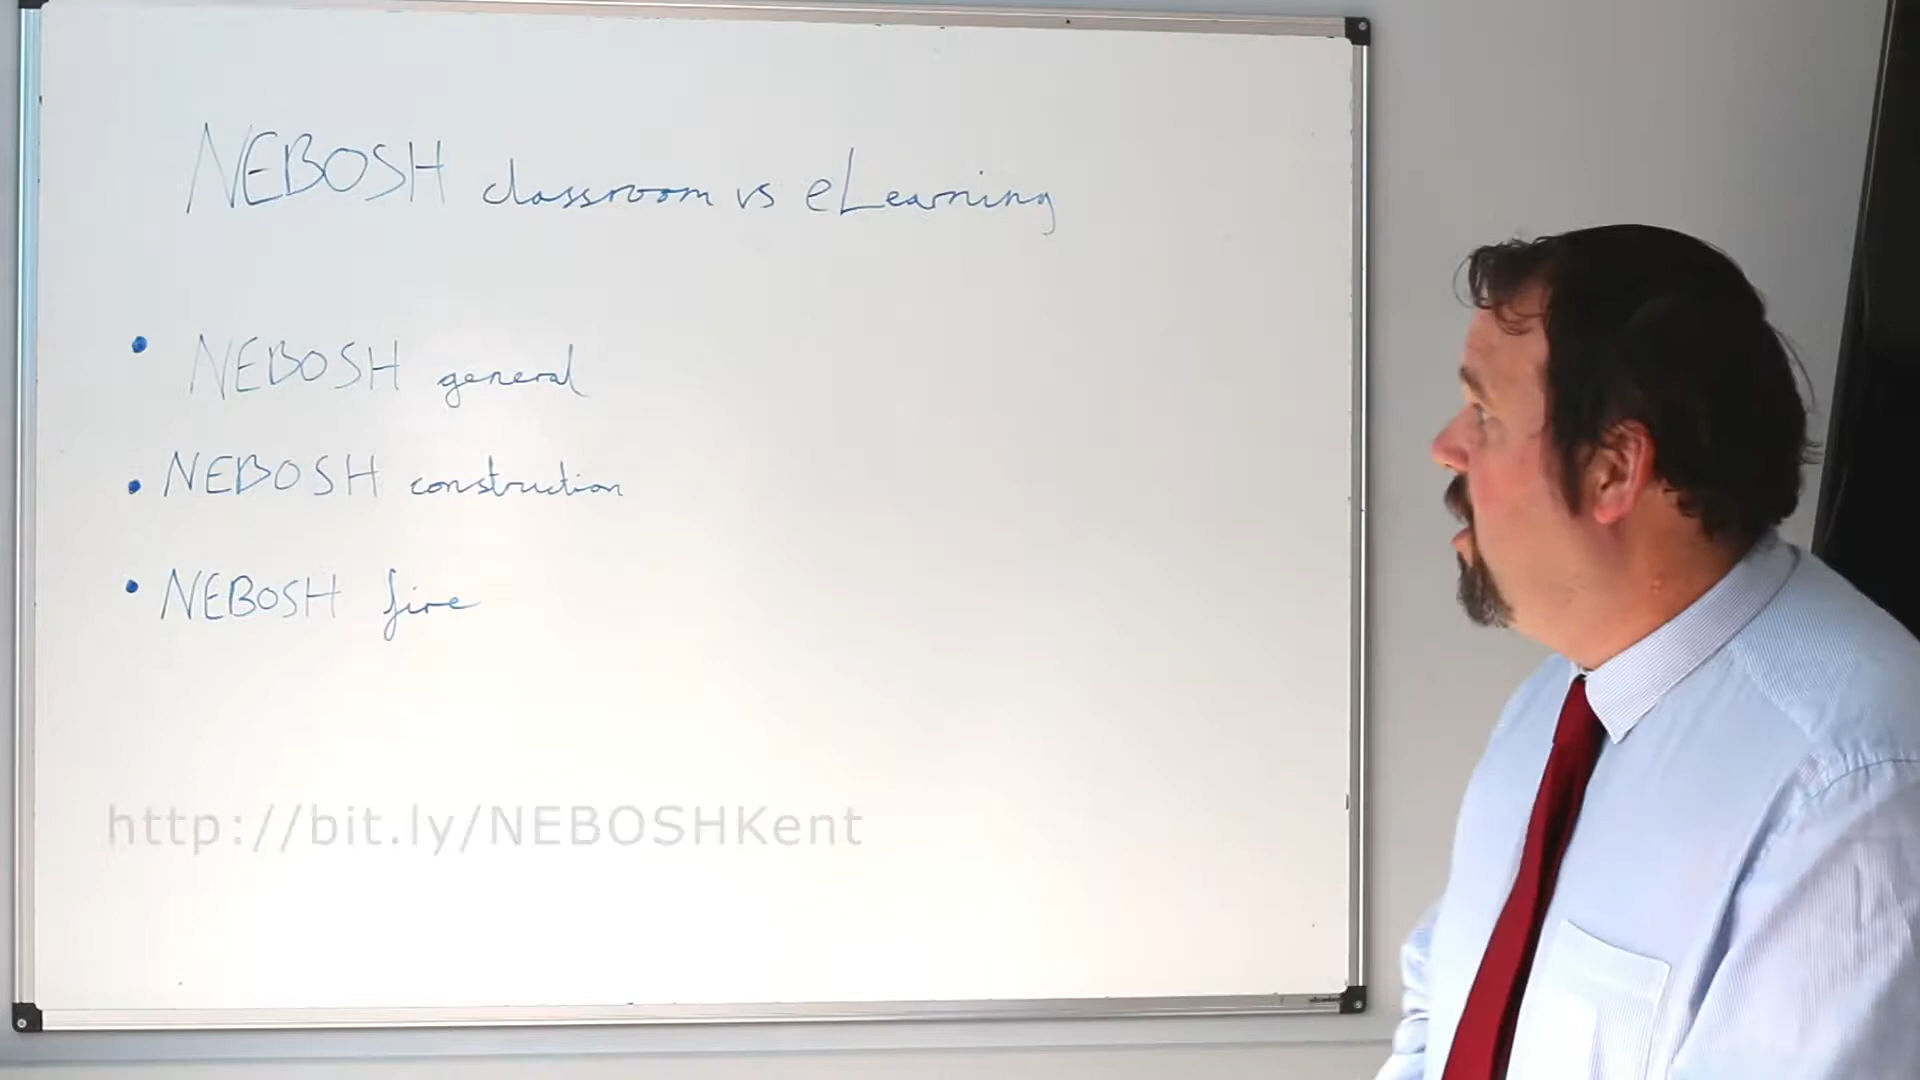 NEBOSH classroom vs eLearning
• NEBOSH general
• NEBOSH construction
• NEBOSH fire
http://bit.ly/NEBOSHKent